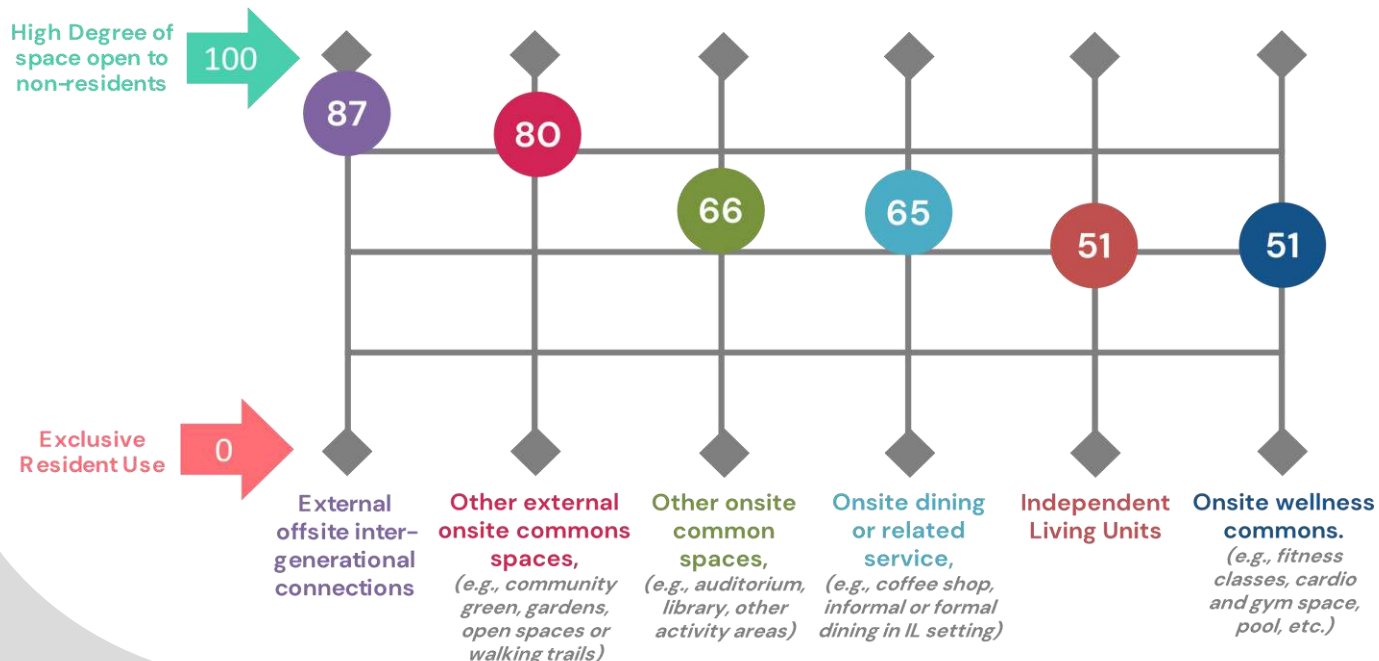 High Degree of
space open to
non-residents
100
87
80
66
65
51
51
Exclusive
Resident Use
0
External
offsite inter-
generational
connections
Other external
onsite commons
spaces,
(e.g., community
green, gardens,
open spaces or
walking trails)
Other onsite
common
spaces,
(e.g., auditorium,
library, other
activity areas)
Onsite dining
or related
service,
(e.g., coffee shop,
informal or formal
dining in IL setting)
Independent
Living Units
Onsite wellness
commons.
(e.g., fitness
classes, cardio
and gym space,
pool, etc.)